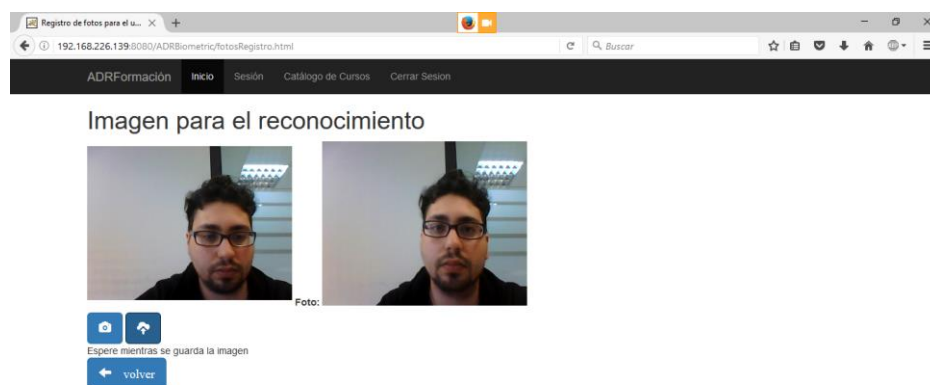 Registro de fotos para el u...
192.168.226.139:8080/ADRBiometric/fotosRegistro.html
Buscar
ADRFormación Inicio Sesión Catálogo de Cursos Cerrar Sesion
Imagen para el reconocimiento
Foto:
Espere mientras se guarda la imagen
volver